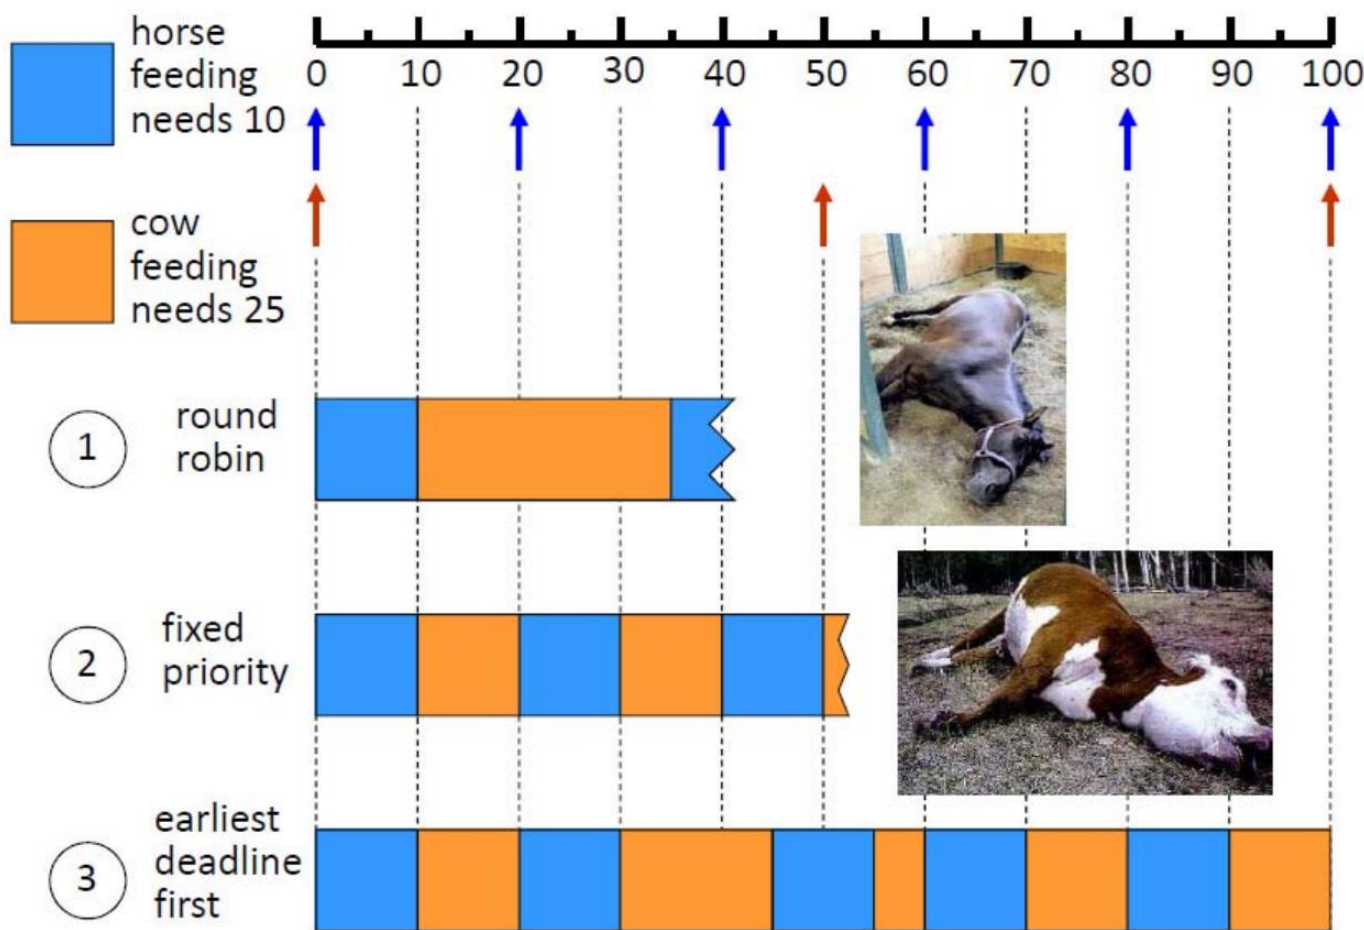 horse
feeding
needs 10
0 10 20 30 40 50 60 70 80 90 100
cow
feeding
needs 25
1
round
robin
2
fixed
priority
3
earliest
deadline
first